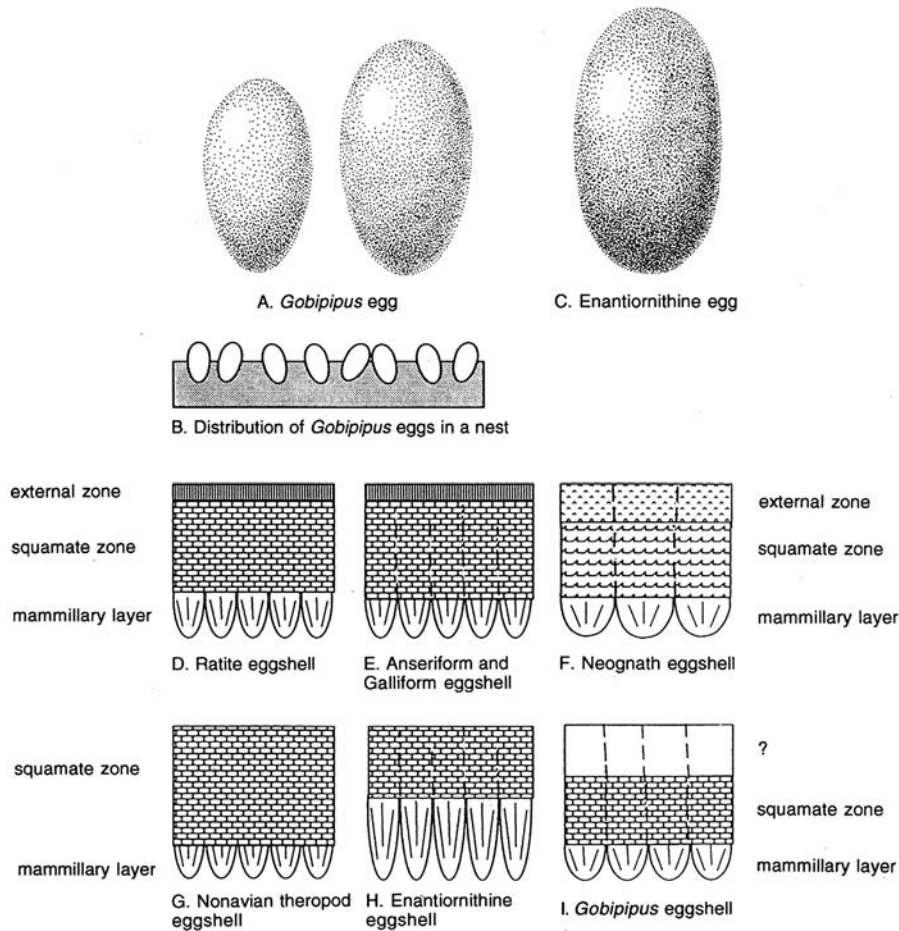 A. Gobipipus egg
C. Enantiornithine egg
B. Distribution of Gobipipus eggs in a nest
external zone
squamate zone
mammillary layer
external zone
squamate zone
mammillary layer
D. Ratite eggshell
E. Anseriform and
Galliform eggshell
F. Neognath eggshell
squamate zone
mammillary layer
?
squamate zone
mammillary layer
G. Nonavian theropod
eggshell
H. Enantiornithine
eggshell
I. Gobipipus eggshell